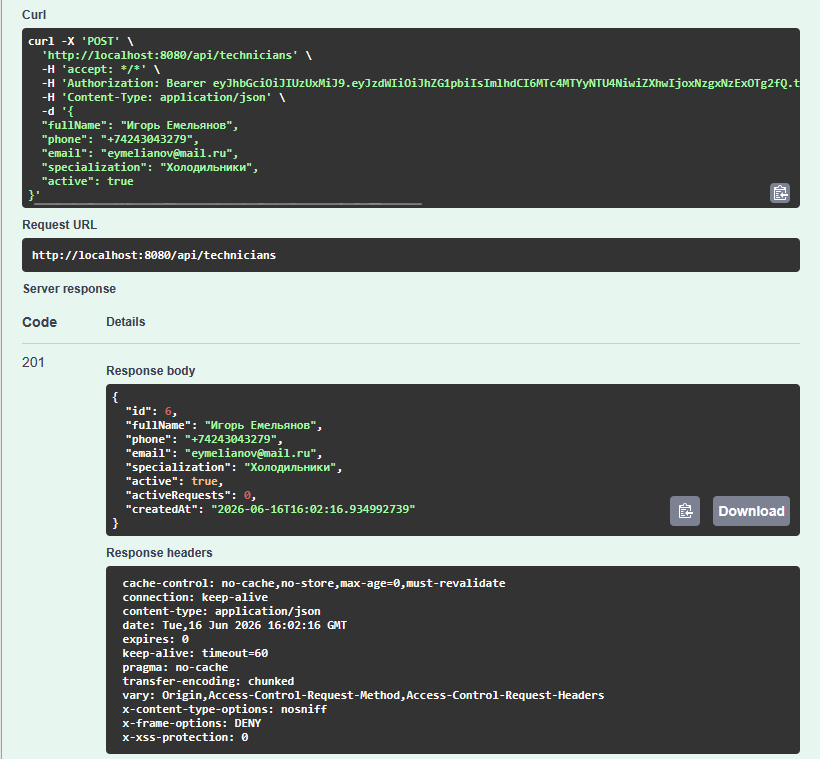 Curl
curl -X 'POST' \
'http://localhost:8080/api/technicians' \
-H 'accept: */*' \
-H 'Authorization: Bearer eyJhbGciOiJIUzUxMiJ9.eyJzdWIiOiJhZG1pbiIsImlhdCI6MTc4MTYyNTU4NiwiZXhwIjoxNzgxNzExOTg2fQ.t
-H 'Content-Type: application/json' \
-d '{
"fullName": "Игорь Емельянов",
"phone": "+74243043279",
"email": "eymelianov@mail.ru",
"specialization": "Холодильники",
"active": true
}'
Request URL
http://localhost:8080/api/technicians
Server response
Code Details
201
Response body
{
"id": 6,
"fullName": "Игорь Емельянов",
"phone": "+74243043279",
"email": "eymelianov@mail.ru",
"specialization": "Холодильники",
"active": true,
"activeRequests": 0,
"createdAt": "2026-06-16T16:02:16.934992739"
}
Download
Response headers
cache-control: no-cache,no-store,max-age=0,must-revalidate
connection: keep-alive
content-type: application/json
date: Tue,16 Jun 2026 16:02:16 GMT
expires: 0
keep-alive: timeout=60
pragma: no-cache
transfer-encoding: chunked
vary: Origin,Access-Control-Request-Method,Access-Control-Request-Headers
x-content-type-options: nosniff
x-frame-options: DENY
x-xss-protection: 0